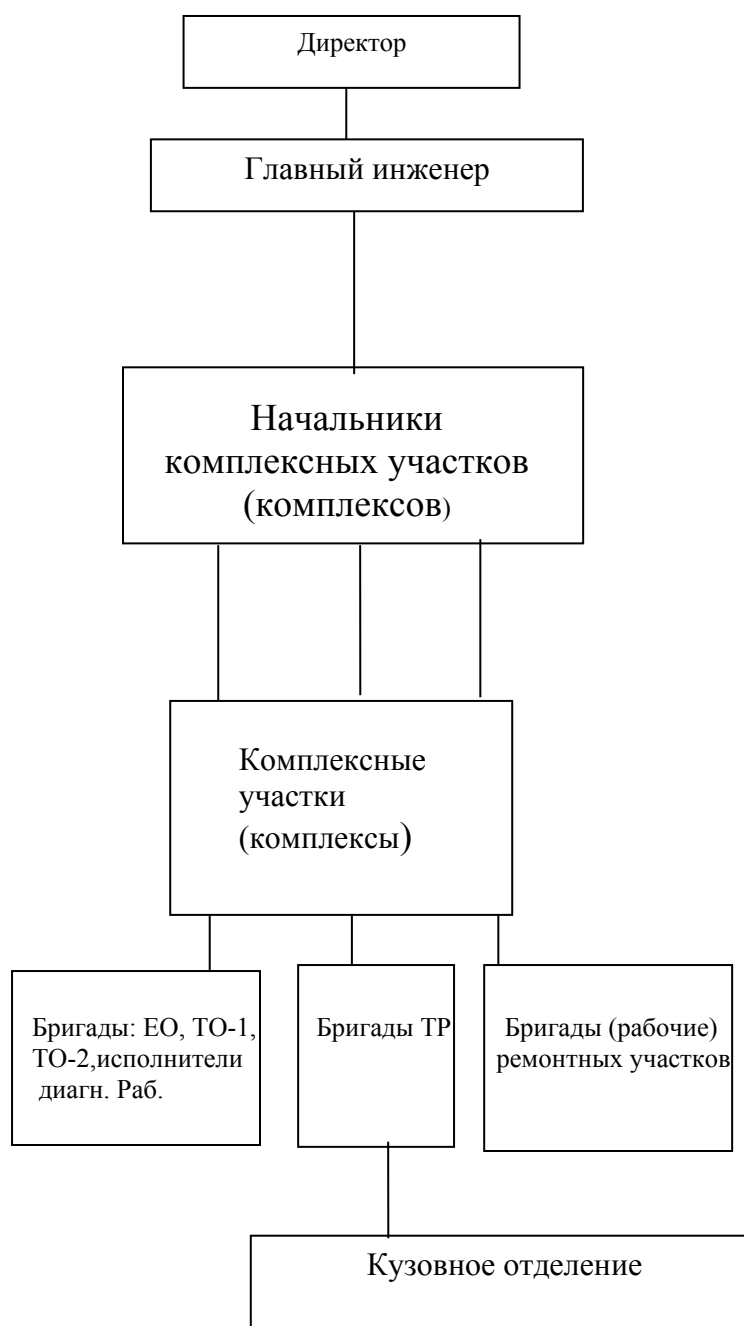 Директор
Главный инженер
Начальники
комплексных участков
(комплексов)
Комплексные
участки
(комплексы)
Бригады: ЕО, ТО-1,
ТО-2,исполнители
диагн. Раб.
Бригады ТР
Бригады (рабочие)
ремонтных участков
Кузовное отделение